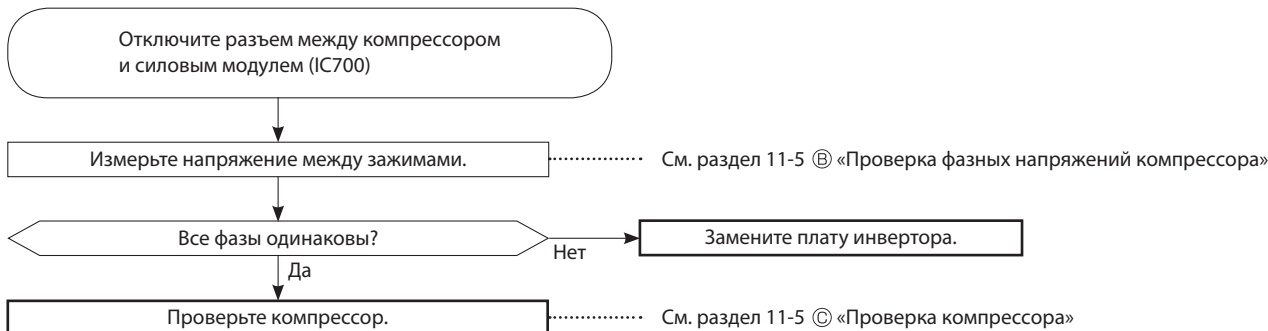 Отключите разъем между компрессором
и силовым модулем (IC700)
Измерьте напряжение между зажимами.
См. раздел 11-5 Ⓑ «Проверка фазных напряжений компрессора»
Все фазы одинаковы?
Нет
Замените плату инвертора.
Да
Проверьте компрессор.
См. раздел 11-5 Ⓒ «Проверка компрессора»